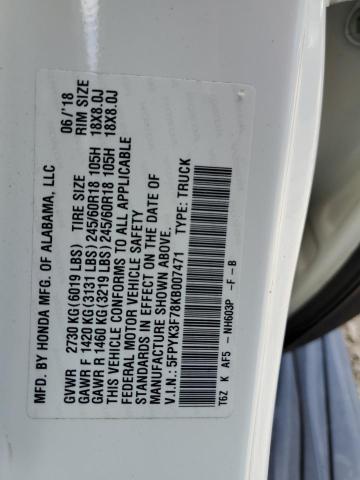 MFD. BY HONDA MFG. OF ALABAMA, LLC 06/'18
GVWR 2730 KG(6019 LBS) TIRE SIZE RIM SIZE
GAWR F 1420 KG(3131 LBS) 245/60R18 105H 18X8.0J
GAWR R 1460 KG(3219 LBS) 245/60R18 105H 18X8.0J
THIS VEHICLE CONFORMS TO ALL APPLICABLE
FEDERAL MOTOR VEHICLE SAFETY
STANDARDS IN EFFECT ON THE DATE OF
MANUFACTURE SHOWN ABOVE.
V.I.N.: 5FPYK3F78KB007471 TYPE: TRUCK
T6Z K AF5 - NH603P -F -B